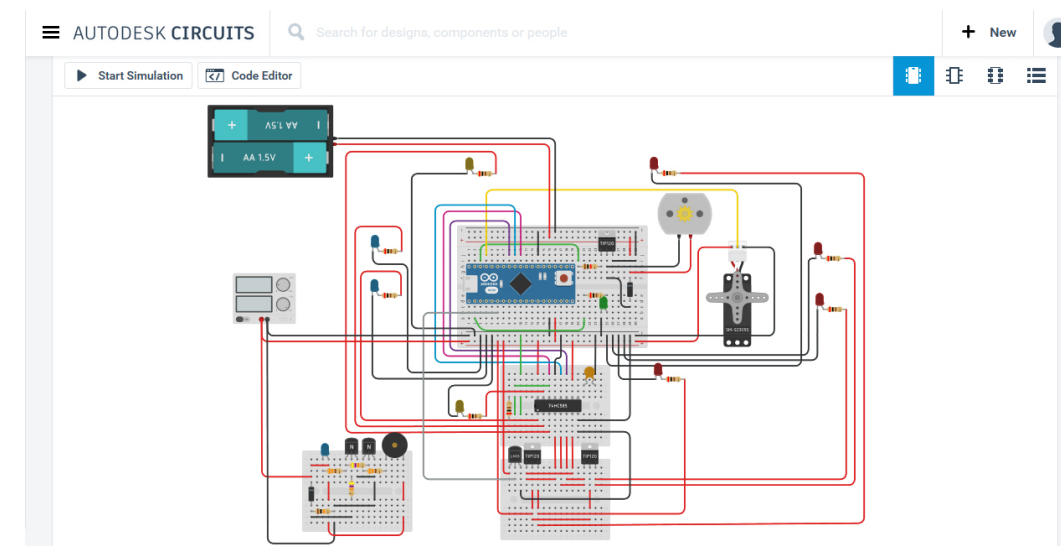 AUTODESK CIRCUITS
Search for designs, components or people
New
Start Simulation
Code Editor
AA 1.5V
AA 1.5V
TIP120
74HC595
N N
TIP120 TIP120